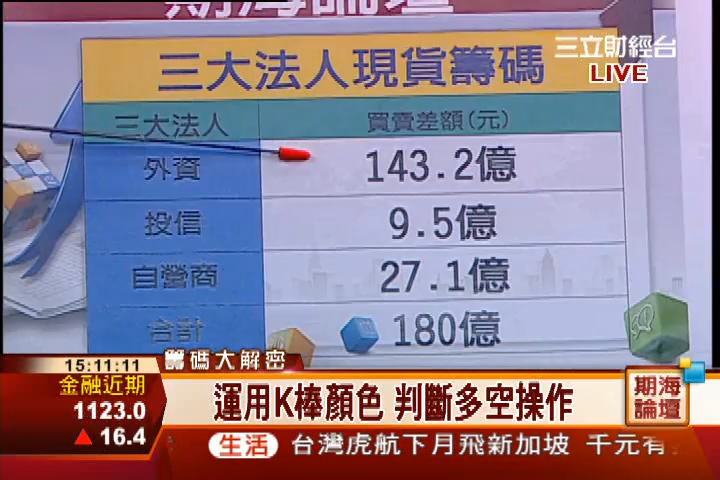 期海論壇
三立財經台
LIVE
三大法人現貨籌碼
三大法人 買賣差額(元)
外資 143.2億
投信 9.5億
自營商 27.1億
合計 180億
15:11:11
籌碼大解密
金融近期
1123.0
▲ 16.4
運用K棒顏色 判斷多空操作
期海
論壇
生活 台灣虎航下月飛新加坡 千元有